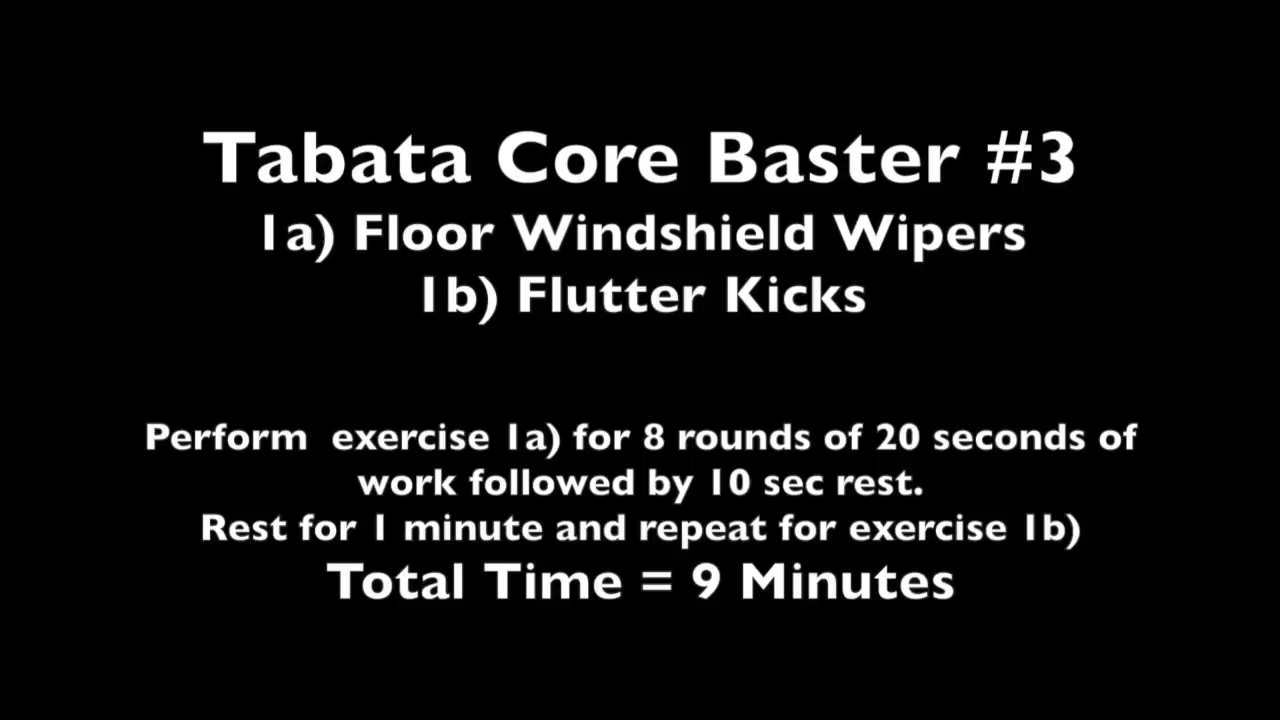 Tabata Core Baster #3
1a) Floor Windshield Wipers
1b) Flutter Kicks
Perform  exercise 1a) for 8 rounds of 20 seconds of
work followed by 10 sec rest.
Rest for 1 minute and repeat for exercise 1b)
Total Time = 9 Minutes